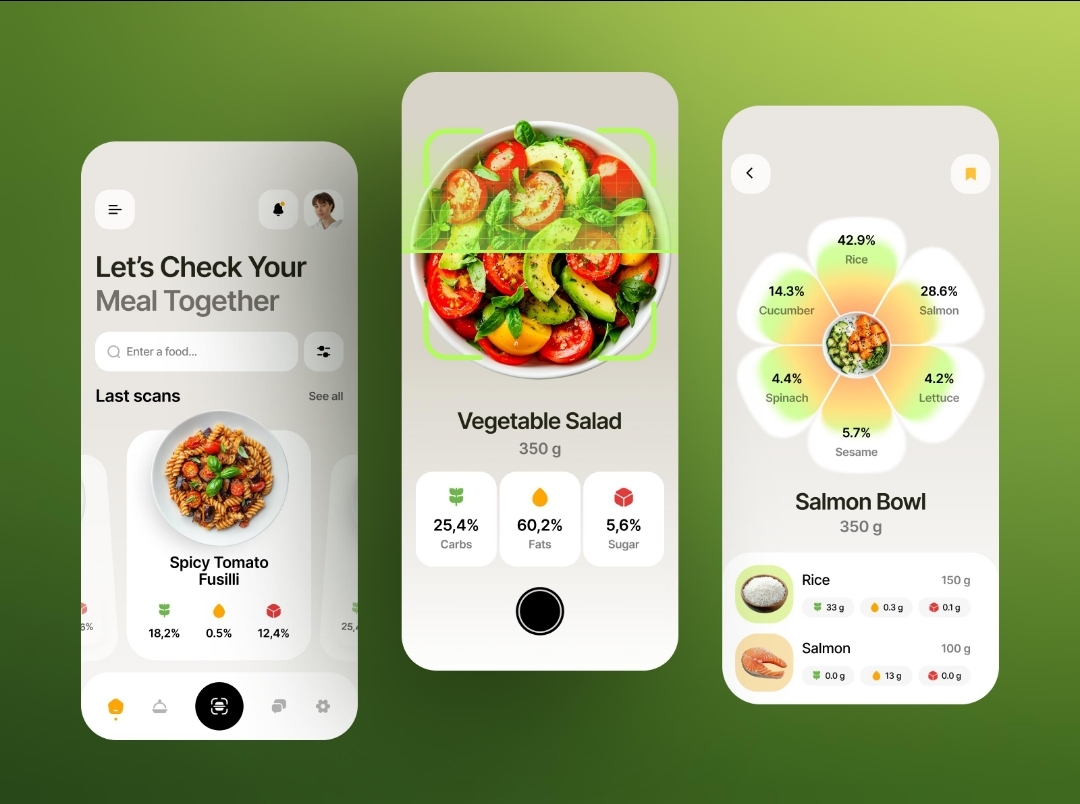 Let's Check Your
Meal Together
Enter a food...
Last scans
See all
Spicy Tomato
Fusilli
18,2%
0.5%
12,4%
25,4
Vegetable Salad
350 g
25,4%
Carbs
60,2%
Fats
5,6%
Sugar
42.9%
Rice
14.3%
Cucumber
28.6%
Salmon
4.4%
Spinach
4.2%
Lettuce
5.7%
Sesame
Salmon Bowl
350 g
Rice
150 g
33 g
0.3 g
0.1 g
Salmon
100 g
0.0 g
13 g
0.0 g